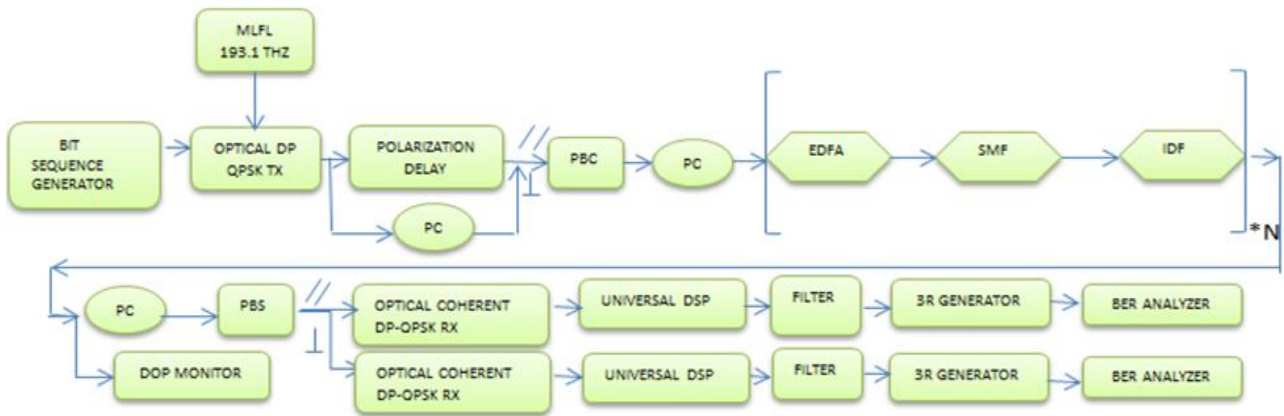 MLFL
193.1 THZ
BIT
SEQUENCE
GENERATOR
OPTICAL DP
QPSK TX
POLARIZATION
DELAY
//
⊥
PC
PBC
PC
EDFA
SMF
IDF
*N
PC
PBS
//
⊥
DOP MONITOR
OPTICAL COHERENT
DP-QPSK RX
UNIVERSAL DSP
FILTER
3R GENERATOR
BER ANALYZER
OPTICAL COHERENT
DP-QPSK RX
UNIVERSAL DSP
FILTER
3R GENERATOR
BER ANALYZER